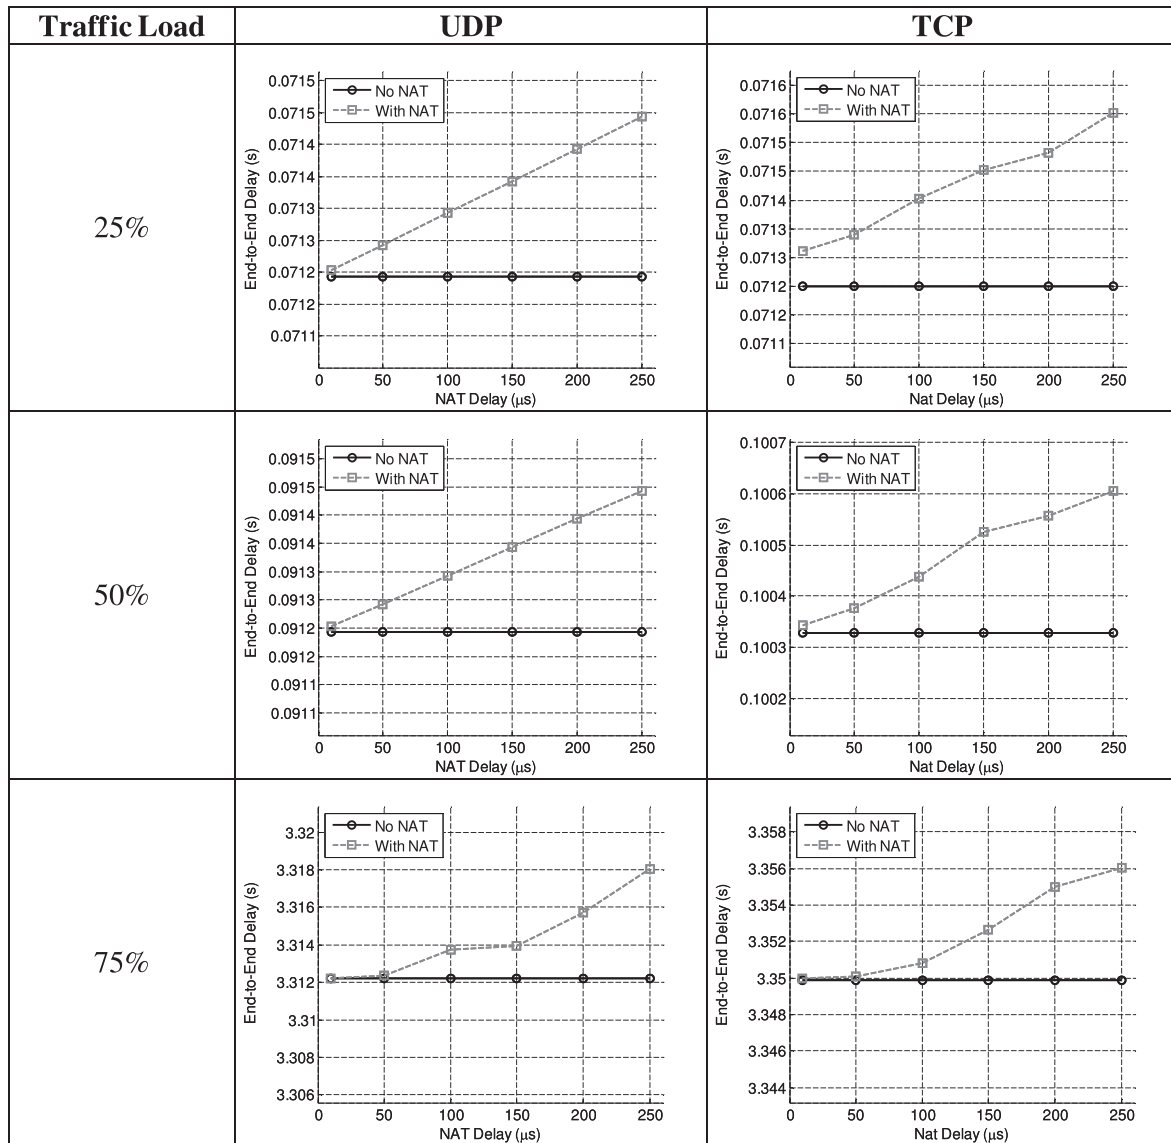 Traffic Load UDP TCP
25%
No NAT
With NAT
End-to-End Delay (s)
0.0715
0.0715
0.0714
0.0714
0.0713
0.0713
0.0712
0.0712
0.0711
0 50 100 150 200 250
NAT Delay (μs)
No NAT
With NAT
End-to-End Delay (s)
0.0716
0.0716
0.0715
0.0715
0.0714
0.0713
0.0713
0.0712
0.0712
0.0711
0 50 100 150 200 250
Nat Delay (μs)
50%
No NAT
With NAT
End-to-End Delay (s)
0.0915
0.0915
0.0914
0.0914
0.0913
0.0913
0.0912
0.0912
0.0911
0.0911
0 50 100 150 200 250
NAT Delay (μs)
No NAT
With NAT
End-to-End Delay (s)
0.1007
0.1006
0.1005
0.1004
0.1003
0.1002
0 50 100 150 200 250
Nat Delay (μs)
75%
No NAT
With NAT
End-to-End Delay (s)
3.32
3.318
3.316
3.314
3.312
3.31
3.308
3.306
0 50 100 150 200 250
NAT Delay (μs)
No NAT
With NAT
End-to-End Delay (s)
3.358
3.356
3.354
3.352
3.35
3.348
3.346
3.344
0 50 100 150 200 250
Nat Delay (μs)